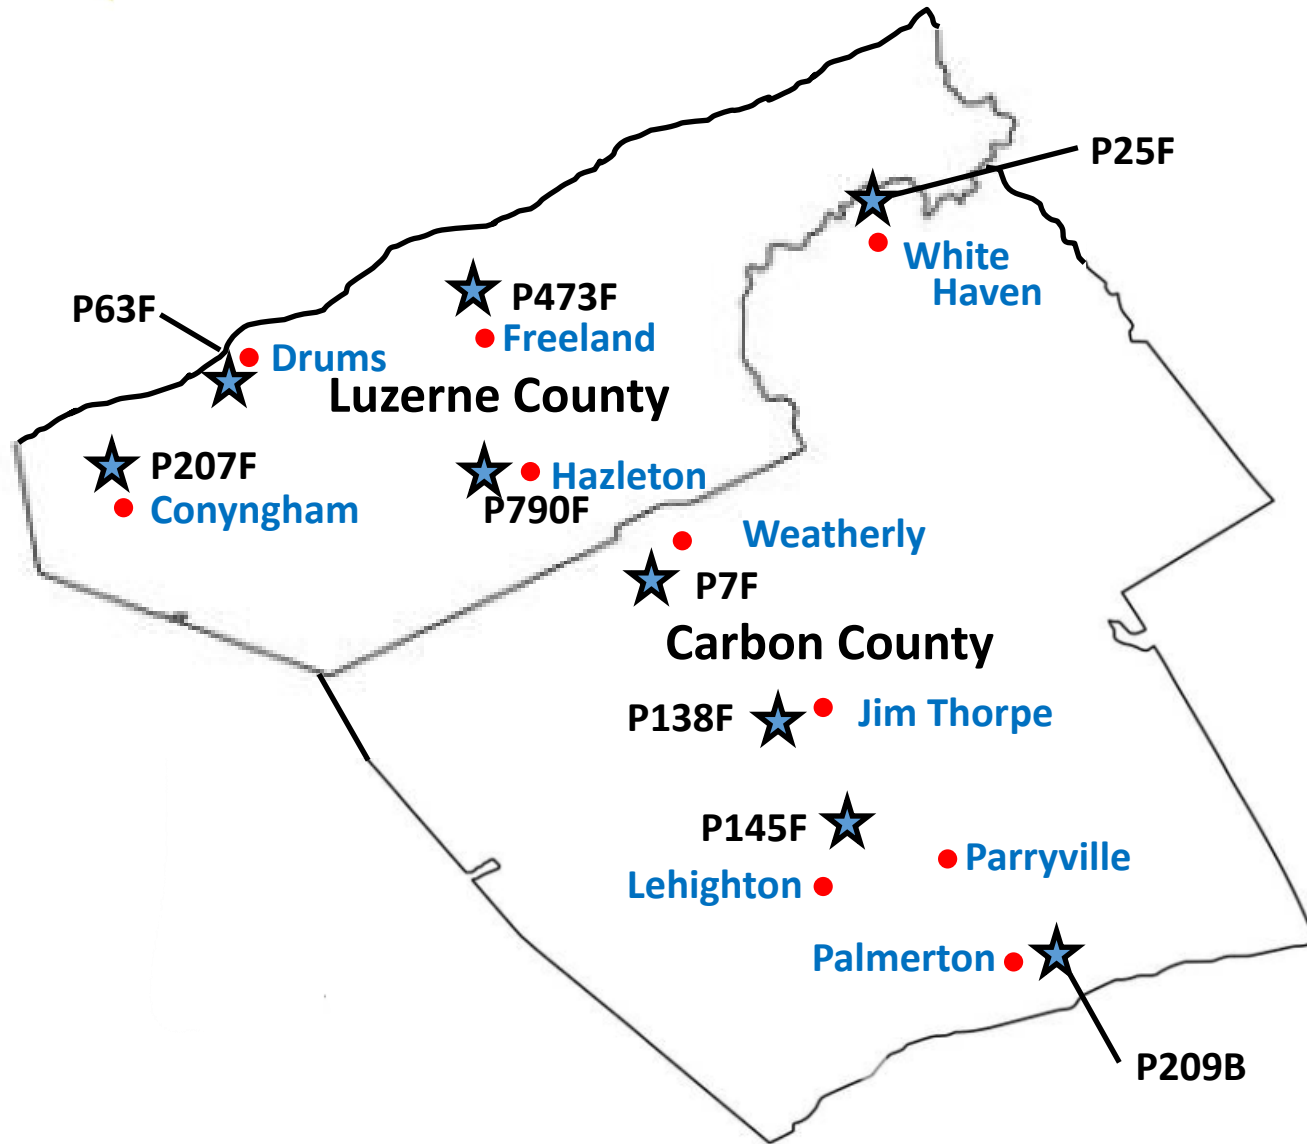 P25F
White
Haven
P473F
P63F
Freeland
Drums
Luzerne County
P207F
Hazleton
Conyngham
P790F
Weatherly
P7F
Carbon County
P138F
Jim Thorpe
P145F
Parryville
Lehighton
Palmerton
P209B